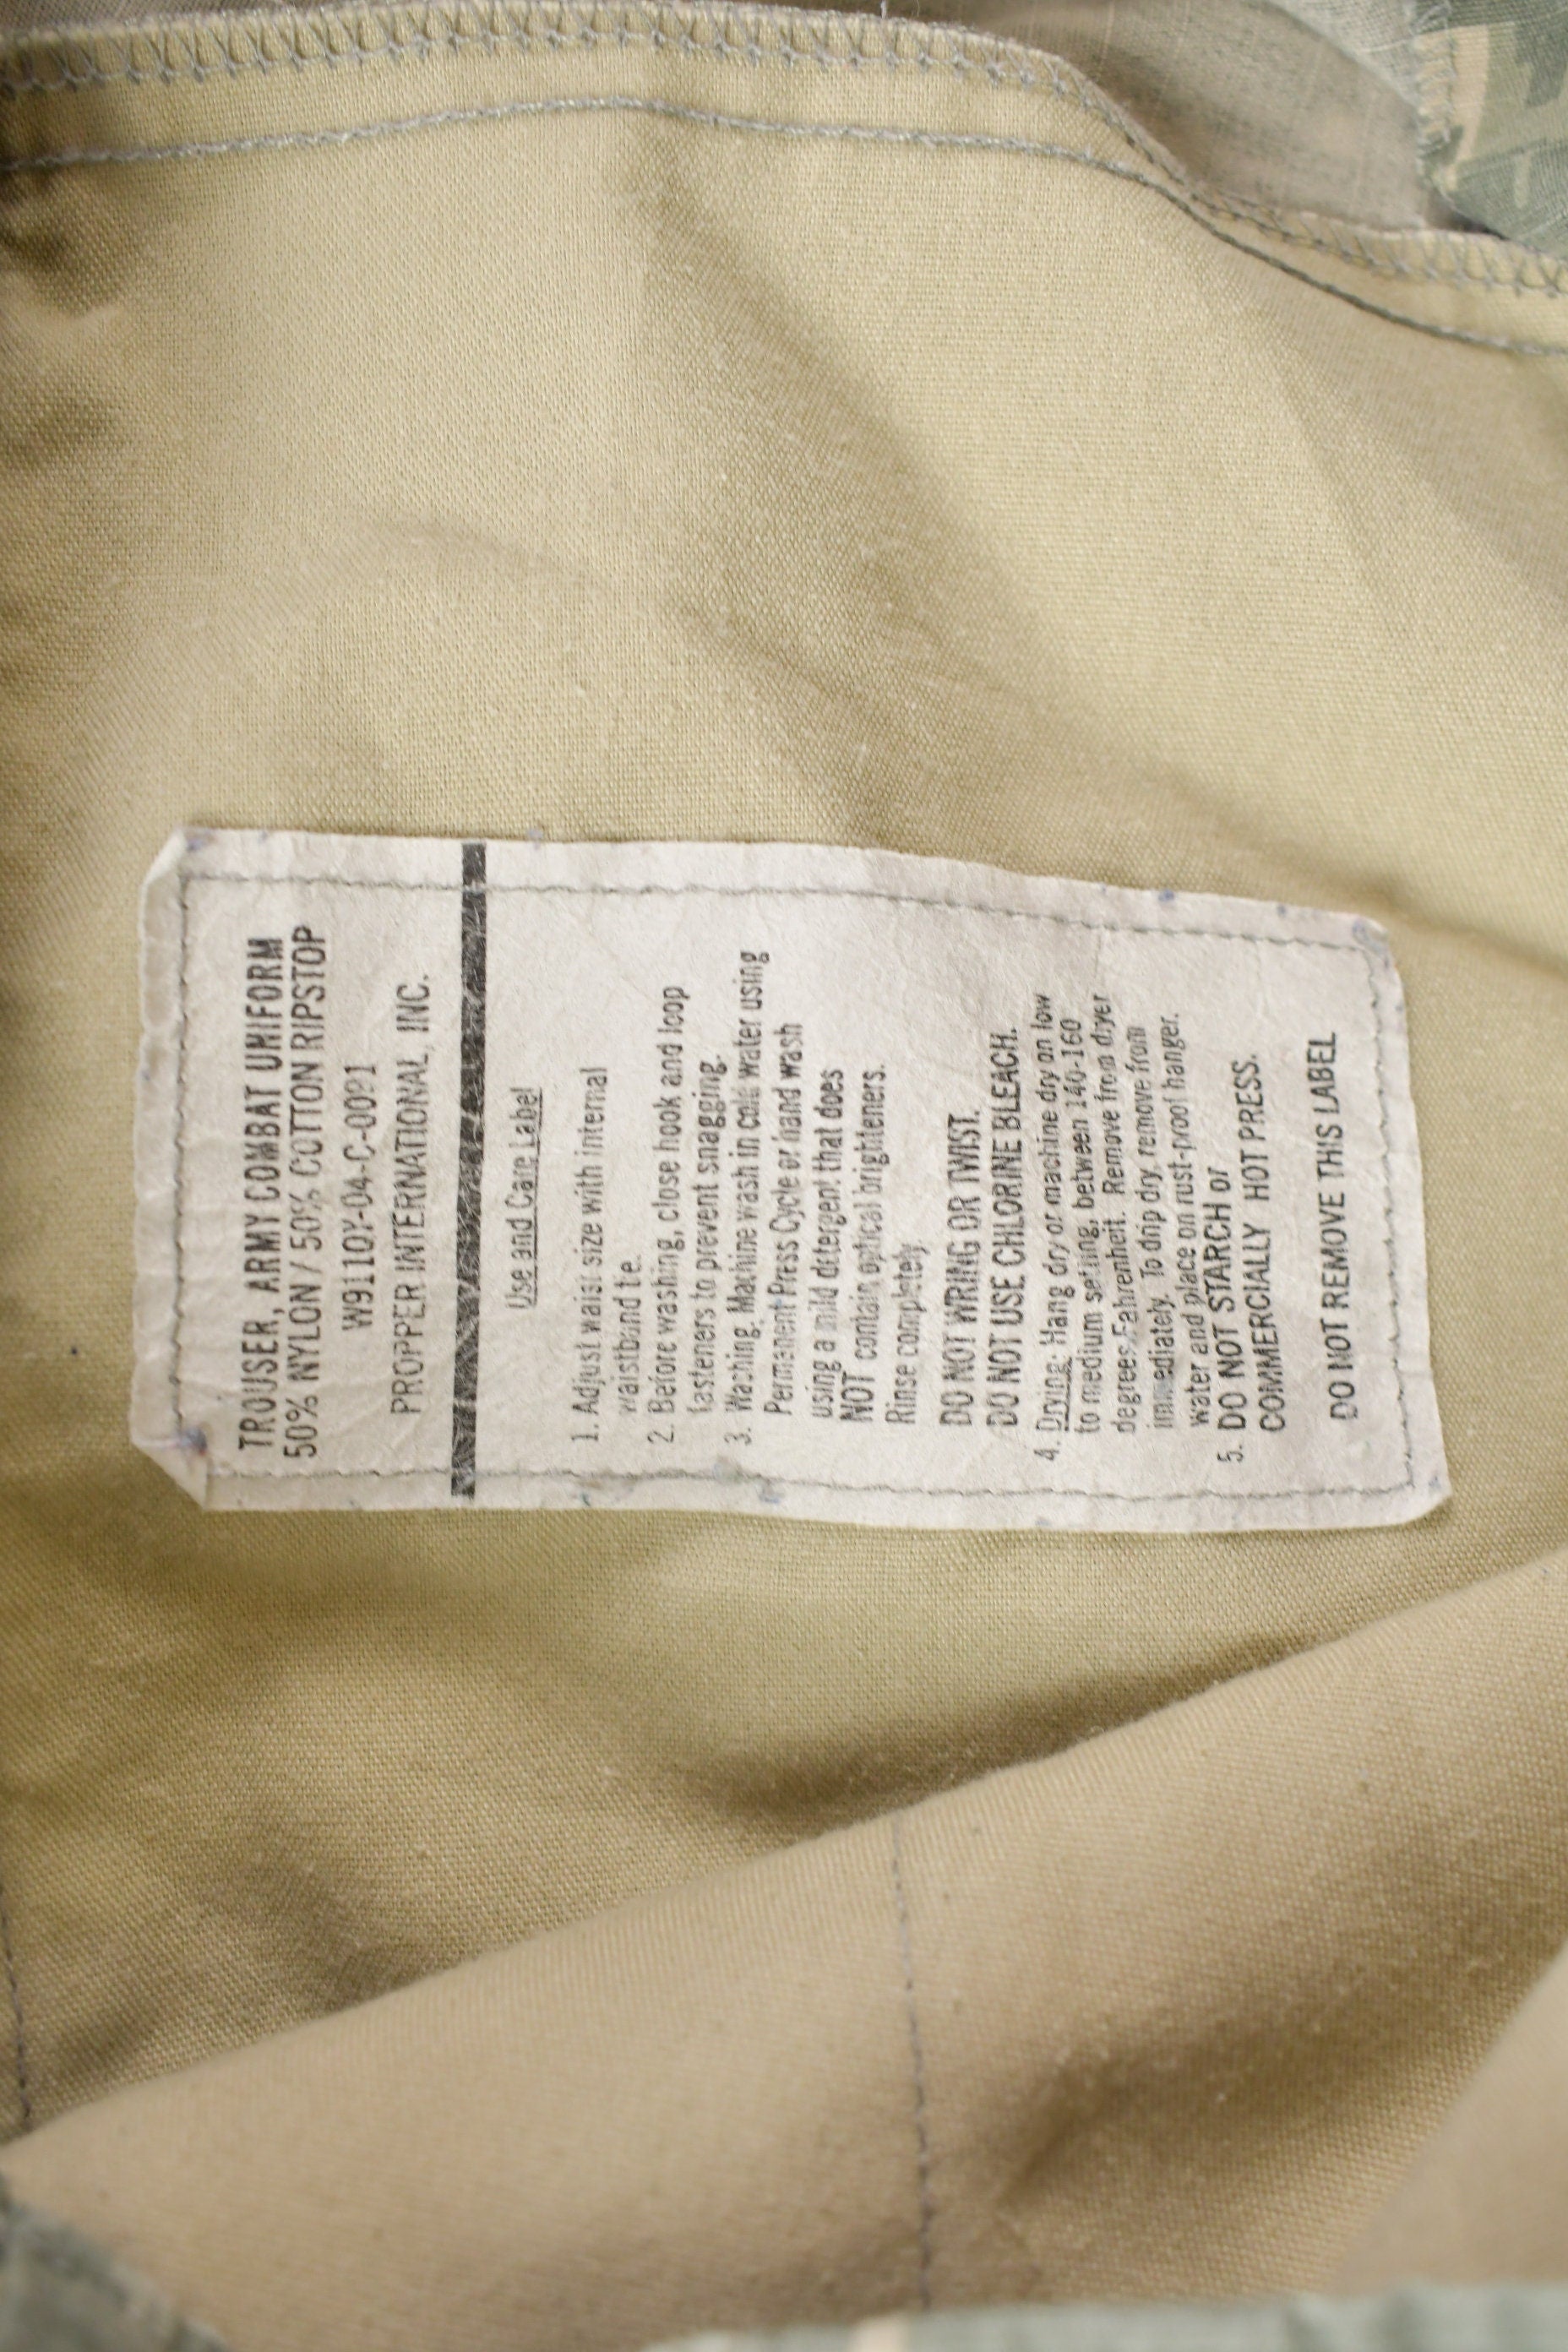 TROUSER, ARMY COMBAT UNIFORM
50% NYLON / 50% COTTON RIPSTOP
PROPPER INTERNATIONAL, INC.
Use and Care Label
1. Adjust waist size with internal
waistband tie.
2. Before washing, close hook and loop
fasteners to prevent snagging.
3. Washing: Machine wash in cold water using
Permanent Press Cycle or hand wash
using a mild detergent that does
NOT contain optical brighteners.
Rinse completely.
DO NOT WRING OR TWIST.
DO NOT USE CHLORINE BLEACH.
4. Drying: Hang dry or machine dry on low
to medium setting, between 140-160
degrees Fahrenheit. Remove from dryer
immediately. To drip dry, remove from
water and place on rust-proof hanger.
5. DO NOT STARCH or
COMMERCIALLY HOT PRESS.
DO NOT REMOVE THIS LABEL